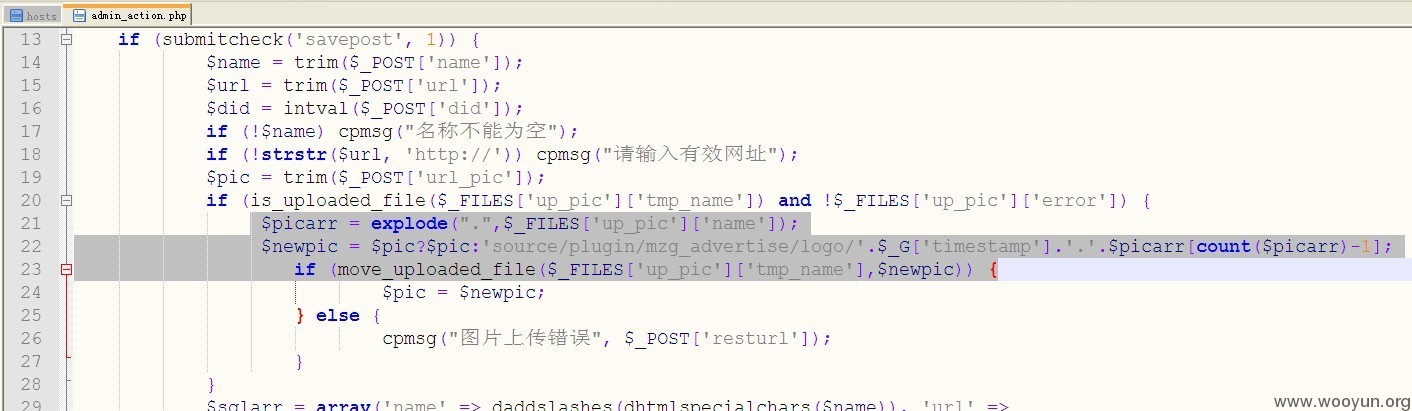 hosts admin_action.php
13 if (submitcheck('savepost', 1)) {
14 $name = trim($_POST['name']);
15 $url = trim($_POST['url']);
16 $did = intval($_POST['did']);
17 if (!$name) cpmsg("名称不能为空");
18 if (!strstr($url, 'http://')) cpmsg("请输入有效网址");
19 $pic = trim($_POST['url_pic']);
20 if (is_uploaded_file($_FILES['up_pic']['tmp_name']) and !$_FILES['up_pic']['error']) {
21 $picarr = explode(".",$_FILES['up_pic']['name']);
22 $newpic = $pic?$pic:'source/plugin/mzg_advertise/logo/'.$_G['timestamp'].'.'.$picarr[count($picarr)-1];
23 if (move_uploaded_file($_FILES['up_pic']['tmp_name'],$newpic)) {
24 $pic = $newpic;
25 } else {
26 cpmsg("图片上传错误", $_POST['resturl']);
27 }
28 }
29 $sqlarr = array('name' => daddslashes(dhtmlspecialchars($name)), 'url' =>
www.wooyun.org